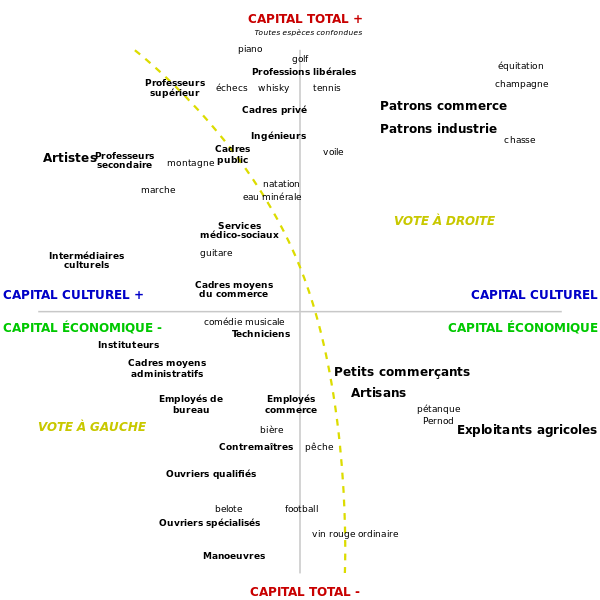 CAPITAL TOTAL +
Toutes espèces confondues
piano
golf
Professions libérales
équitation
champagne
Professeurs
supérieur
échecs
whisky
tennis
Cadres privé
Patrons commerce
Ingénieurs
Patrons industrie
chasse
Artistes
Professeurs
secondaire
montagne
Cadres
public
voile
marche
natation
eau minérale
VOTE À DROITE
Services
médico-sociaux
guitare
Intermédiaires
culturels
Cadres moyens
du commerce
CAPITAL CULTUREL +
CAPITAL CULTUREL
CAPITAL ÉCONOMIQUE -
CAPITAL ÉCONOMIQUE
comédie musicale
Techniciens
Instituteurs
Cadres moyens
administratifs
Petits commerçants
Artisans
Employés de
bureau
Employés
commerce
pétanque
Pernod
VOTE À GAUCHE
bière
Exploitants agricoles
Contremaîtres
pêche
Ouvriers qualifiés
belote
football
Ouvriers spécialisés
vin rouge ordinaire
Manoeuvres
CAPITAL TOTAL -